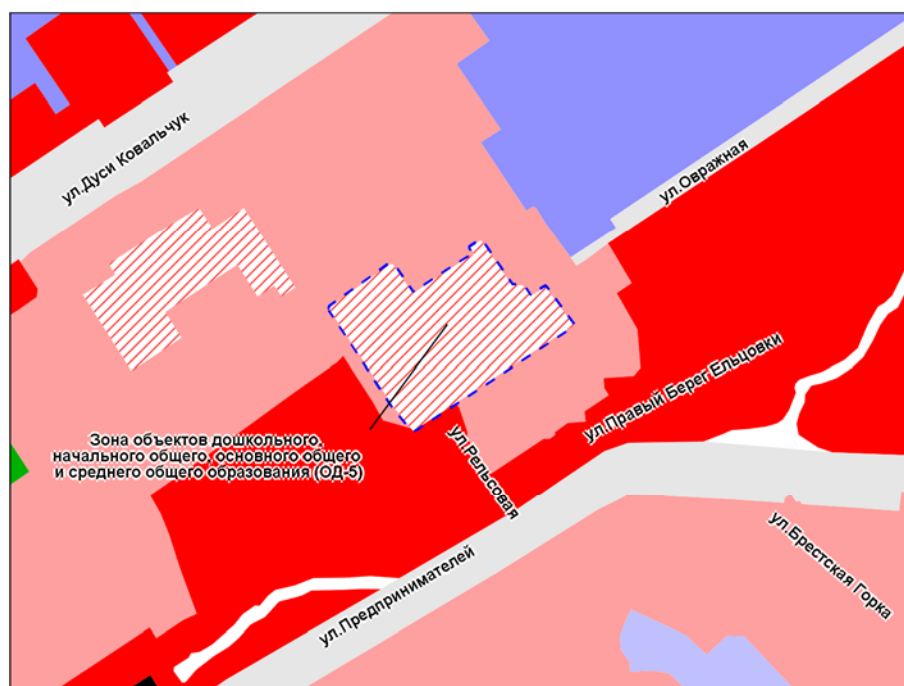 ул.Дуси Ковальчук
ул.Овражная
ул.Правый Берег Ельцовки
Зона объектов дошкольного,
начального общего, основного общего
и среднего общего образования (ОД-5)
ул.Рельсовая
ул.Предпринимателей
ул.Брестская Горка